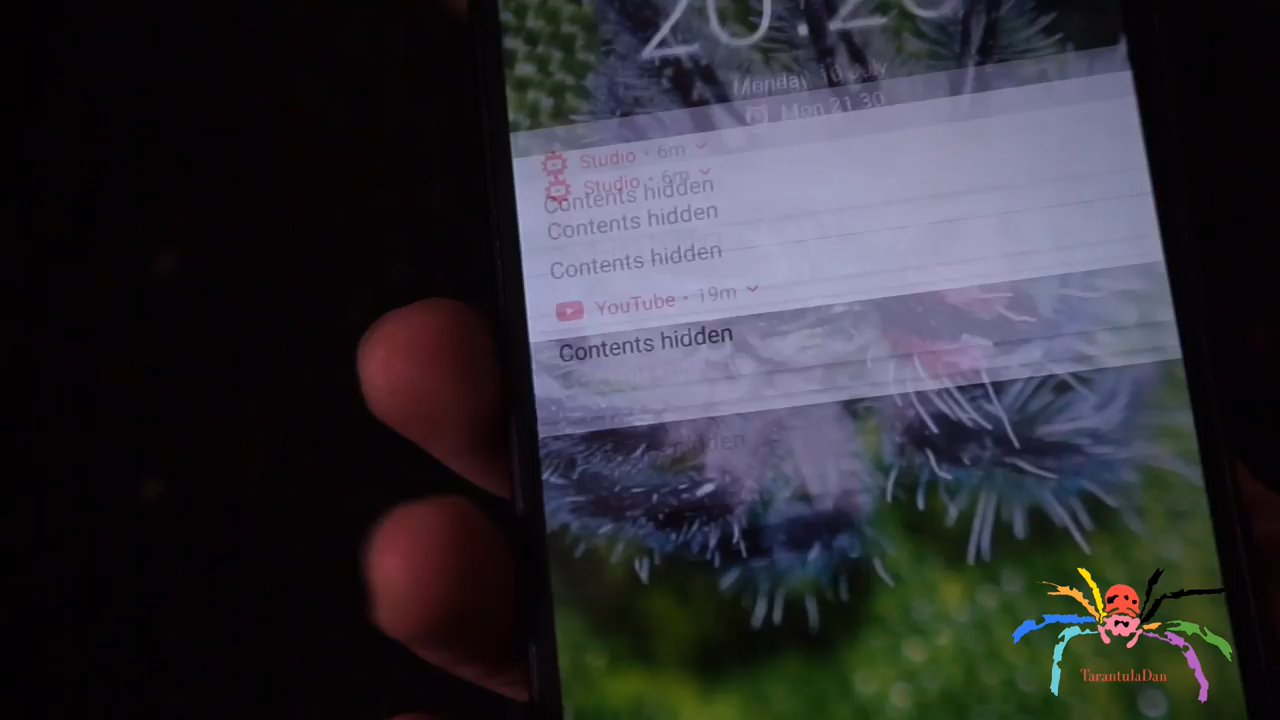 Monday 10 July
Mon 21:30
Studio • 6m
Studio • 6m
Contents hidden
Contents hidden
Contents hidden
YouTube • 19m
Contents hidden
hidden
TarantulaDan